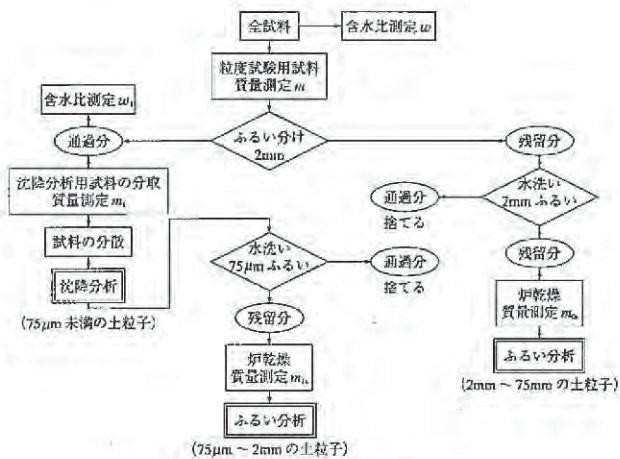 全試料
含水比測定 w
粒度試験用試料
質量測定 m
ふるい分け
2mm
通過分
含水比測定 w₁
沈降分析用試料の分取
質量測定 m₁
試料の分散
沈降分析
(75μm 未満の土粒子)
水洗い
75μm ふるい
通過分
捨てる
残留分
炉乾燥
質量測定
ふるい分析
(75μm ~ 2mm の土粒子)
残留分
水洗い
2mm ふるい
通過分
捨てる
残留分
炉乾燥
質量測定
ふるい分析
(2mm ~ 75mm の土粒子)